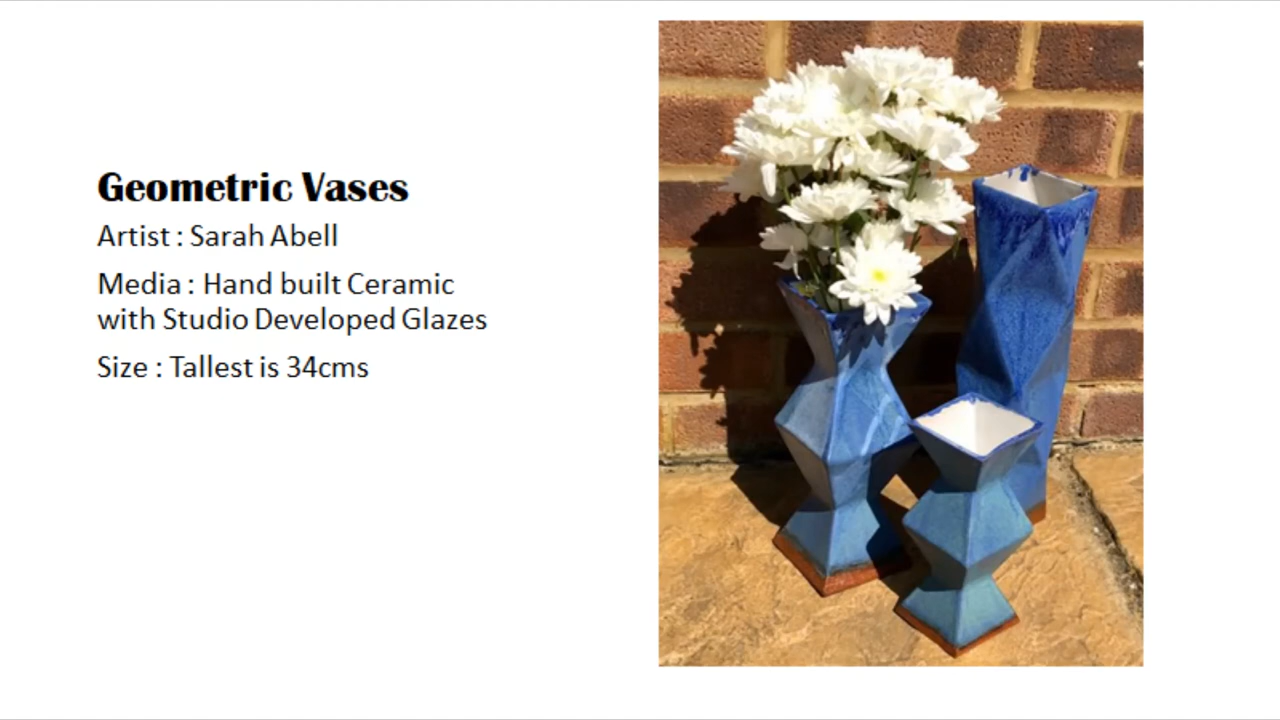 Geometric Vases
Artist : Sarah Abell
Media : Hand built Ceramic
with Studio Developed Glazes
Size : Tallest is 34cms